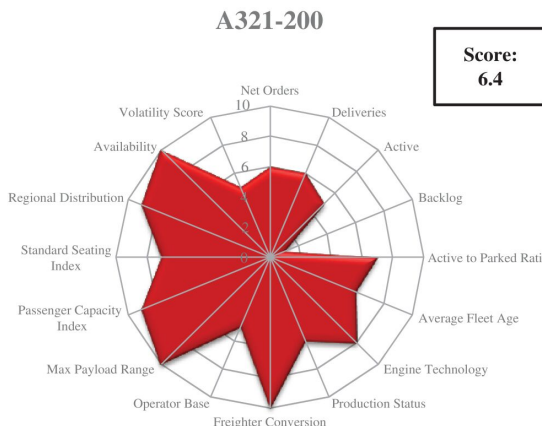 A321-200
Score:
6.4
Net Orders
10
Volatility Score
Deliveries
8
Availability
Active
6
Regional Distribution
4
Backlog
2
Standard Seating
Index
0
Active to Parked Rati
Passenger Capacity
Index
Average Fleet Age
Max Payload Range
Engine Technology
Operator Base
Production Status
Freighter Conversion